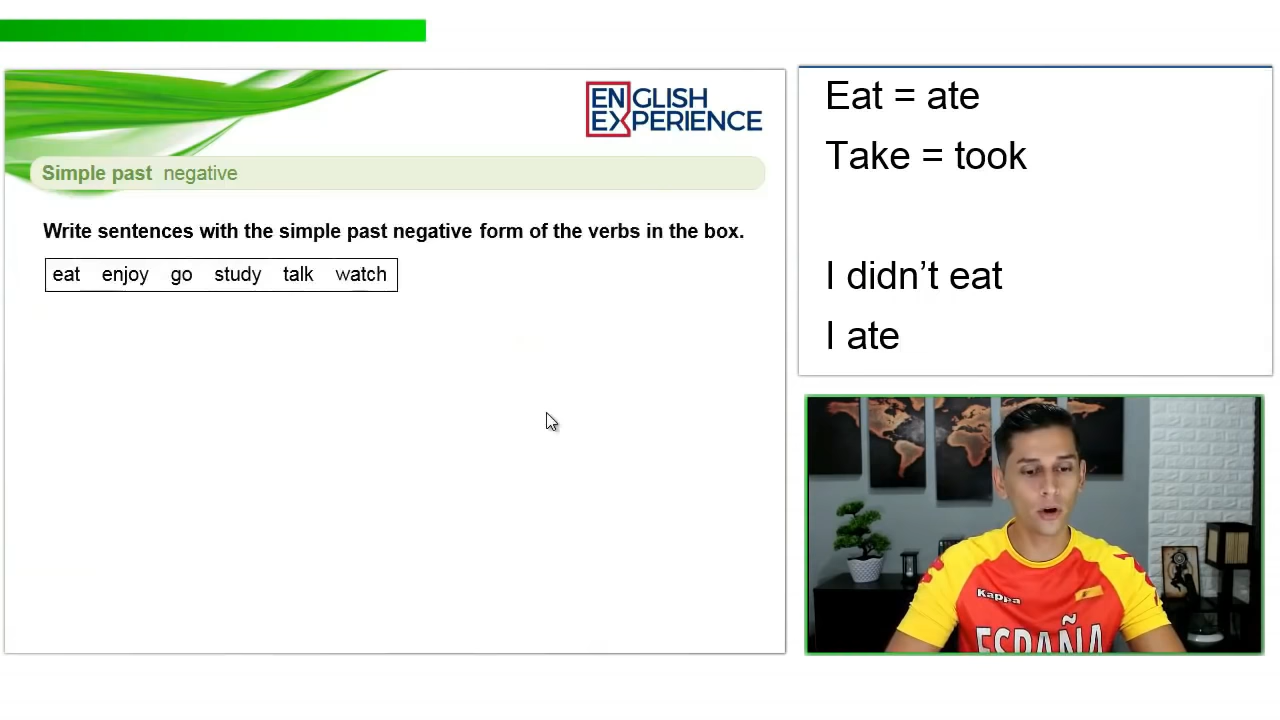 ENGLISH
EXPERIENCE
Simple past negative
Write sentences with the simple past negative form of the verbs in the box.
eat enjoy go study talk watch
Eat = ate
Take = took
I didn’t eat
I ate
Kappa
ESPAÑA